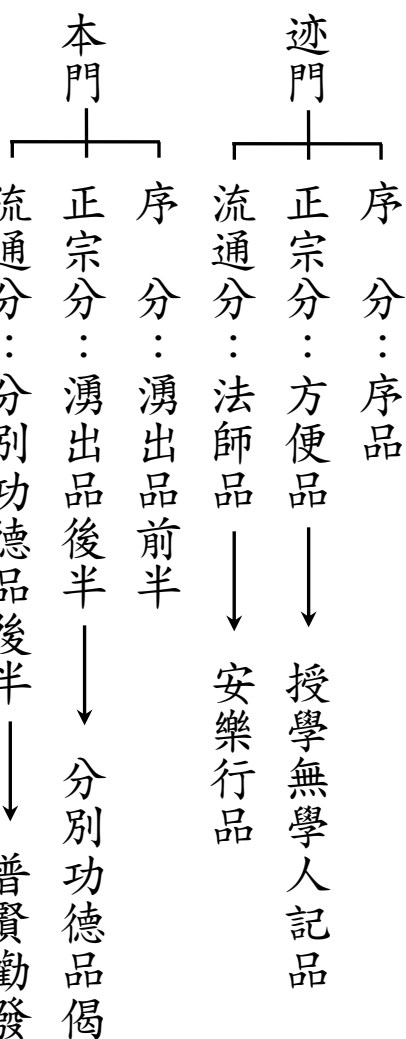 迹門
序　分：序品
正宗分：方便品 → 授學無學人記品
流通分：法師品 → 安樂行品
本門
序　分：湧出品前半
正宗分：湧出品後半 → 分別功德品偈
流通分：分別功德品後半 → 普賢勸發